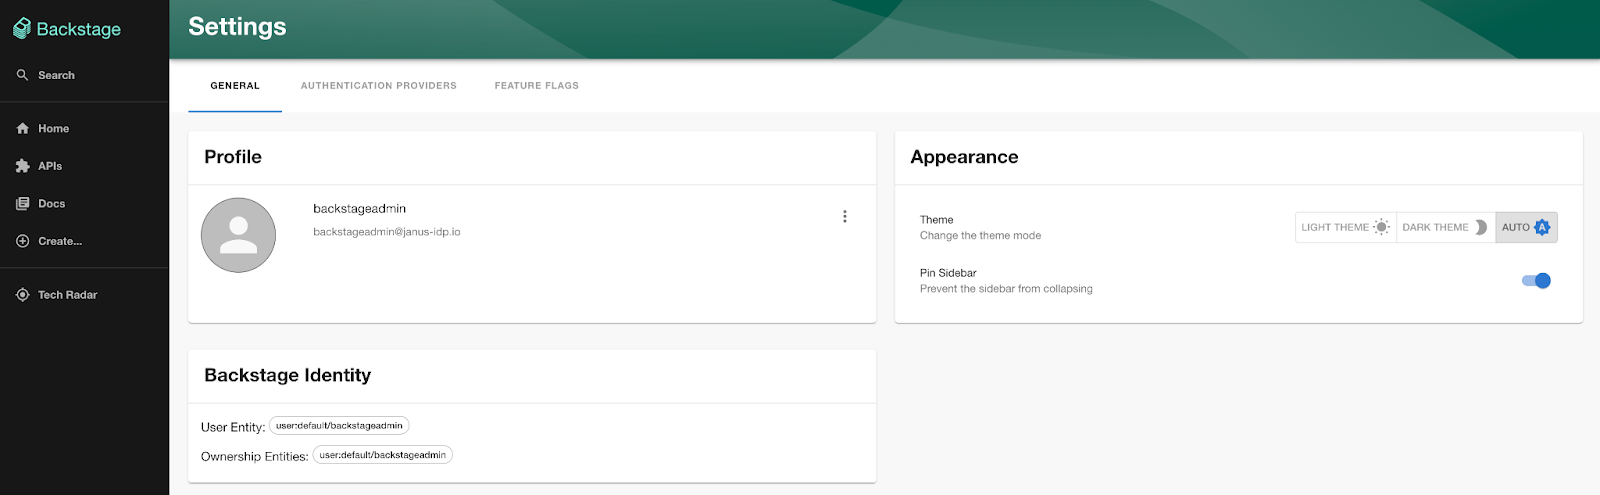 Backstage
Search
Home
APIs
Docs
Create...
Tech Radar
Settings
GENERAL
AUTHENTICATION PROVIDERS
FEATURE FLAGS
Profile
backstageadmin
backstageadmin@janus-idp.io
Appearance
Theme
Change the theme mode
LIGHT THEME
DARK THEME
AUTO
A
Pin Sidebar
Prevent the sidebar from collapsing
Backstage Identity
User Entity: user:default/backstageadmin
Ownership Entities: user:default/backstageadmin